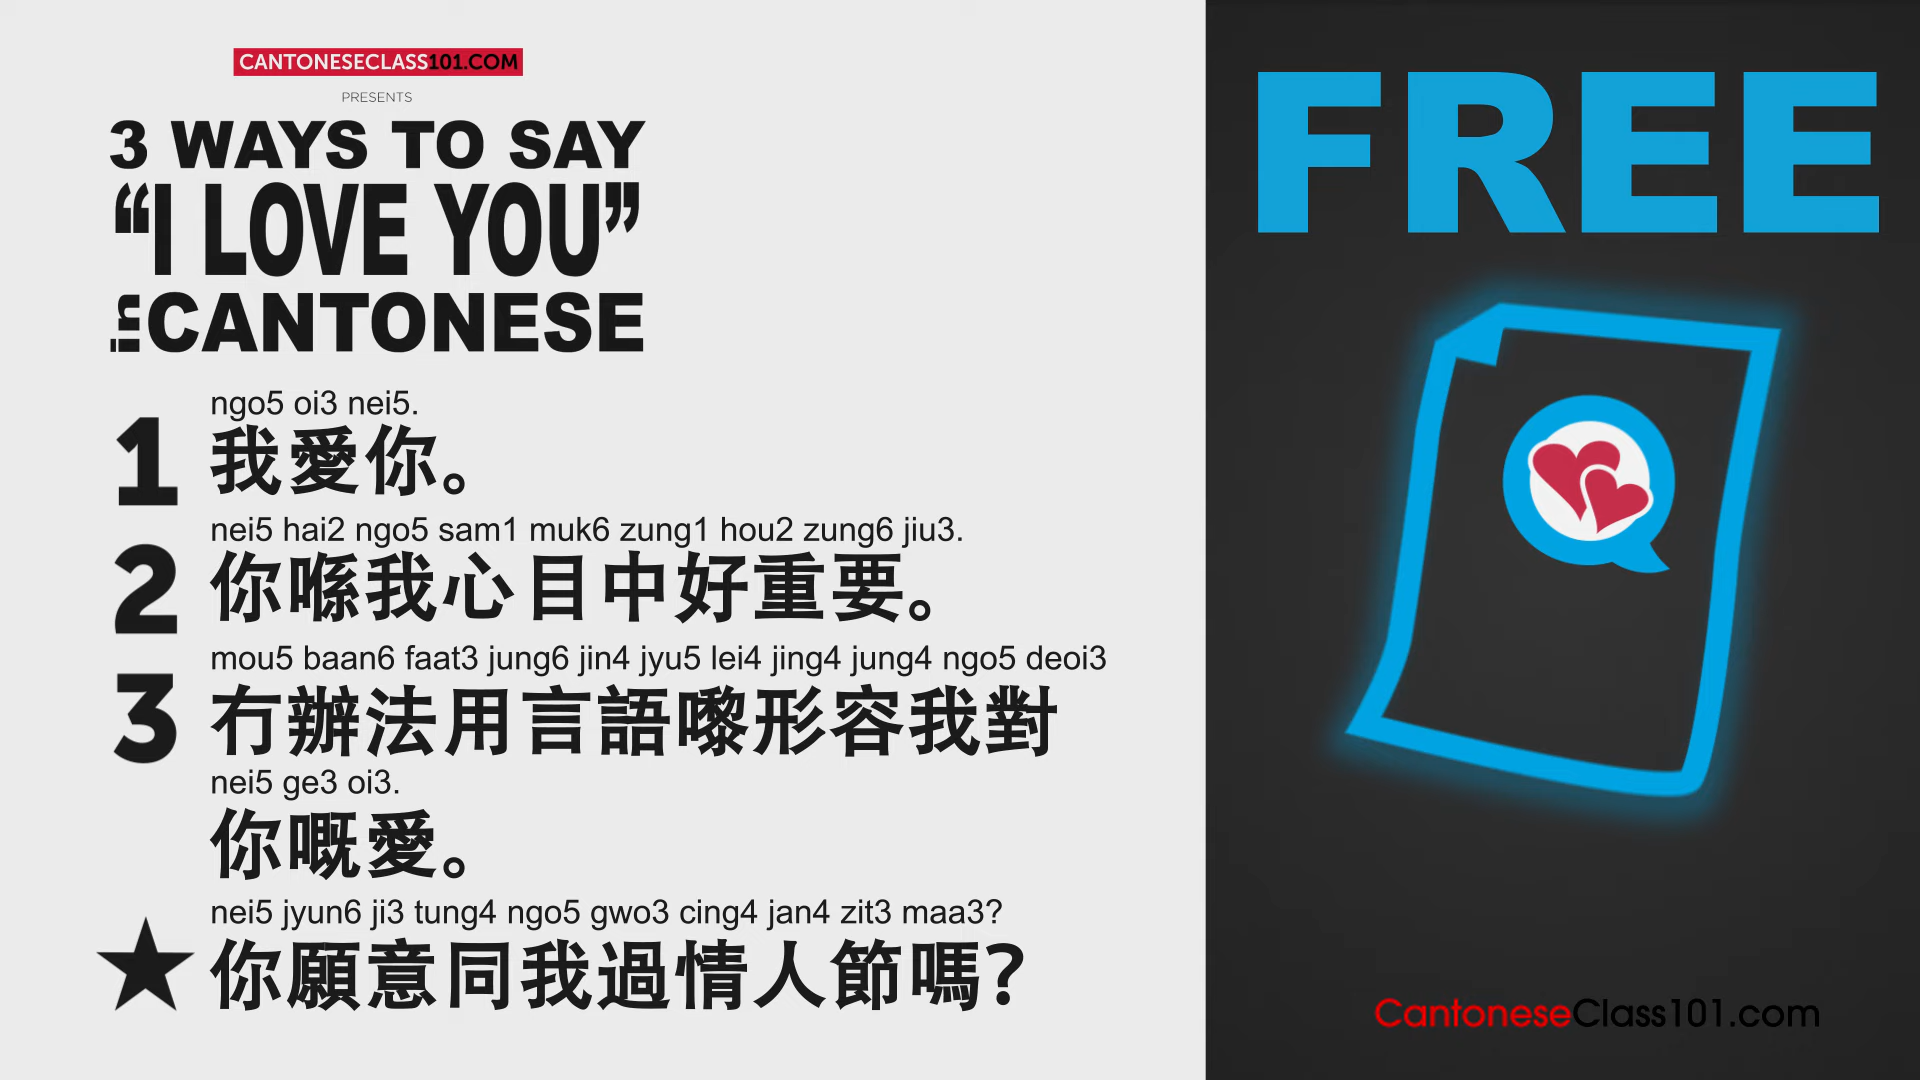 CANTONESECLASS101.COM
PRESENTS
3 WAYS TO SAY
“I LOVE YOU”
in CANTONESE
1
ngo5 oi3 nei5.
我愛你。
2
nei5 hai2 ngo5 sam1 muk6 zung1 hou2 zung6 jiu3.
你喺我心目中好重要。
3
mou5 baan6 faat3 jung6 jin4 jyu5 lei4 jing4 jung4 ngo5 deoi3
冇辦法用言語嚟形容我對
nei5 ge3 oi3.
你嘅愛。
nei5 jyun6 ji3 tung4 ngo5 gwo3 cing4 jan4 zit3 maa3?
★ 你願意同我過情人節嗎?
FREE
CantoneseClass101.com